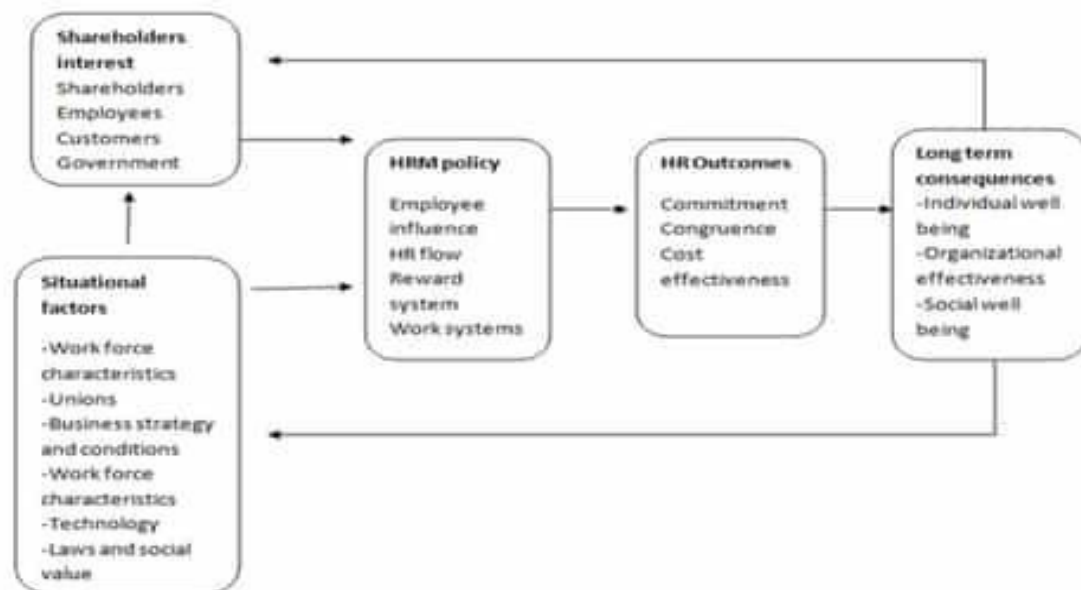 Shareholders
interest
Shareholders
Employees
Customers
Government
Situational
factors
-Work force
characteristics
-Unions
-Business strategy
and conditions
-Work force
characteristics
-Technology
-Laws and social
value
HRM policy
Employee
influence
HR flow
Reward
system
Work systems
HR Outcomes
Commitment
Congruence
Cost
effectiveness
Long term
consequences
-Individual well
being
-Organizational
effectiveness
-Social well
being